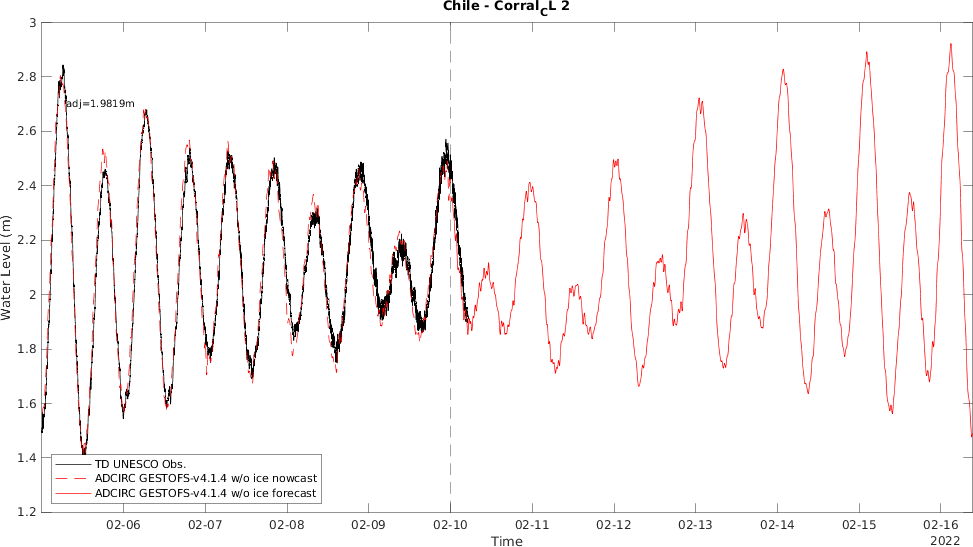 Chile - CorralCL 2
3
2.8
adj=1.9819m
2.6
2.4
2.2
2
1.8
1.6
1.4
1.2
Water Level (m)
TD UNESCO Obs.
ADCIRC GESTOFS-v4.1.4 w/o ice nowcast
ADCIRC GESTOFS-v4.1.4 w/o ice forecast
02-06 02-07 02-08 02-09 02-10 02-11 02-12 02-13 02-14 02-15 02-16
Time 2022